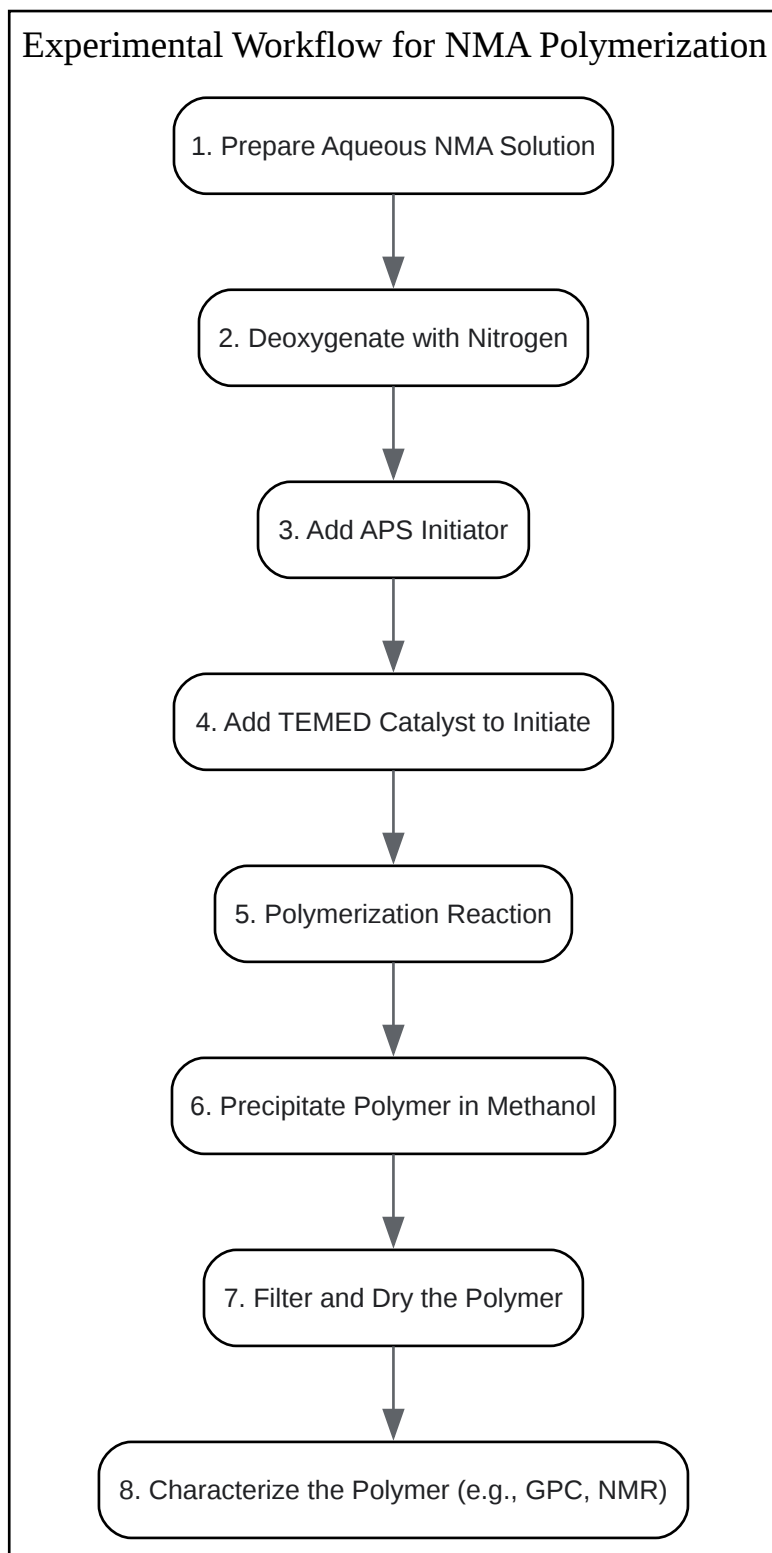 Experimental Workflow for NMA Polymerization
1. Prepare Aqueous NMA Solution
2. Deoxygenate with Nitrogen
3. Add APS Initiator
4. Add TEMED Catalyst to Initiate
5. Polymerization Reaction
6. Precipitate Polymer in Methanol
7. Filter and Dry the Polymer
8. Characterize the Polymer (e.g., GPC, NMR)